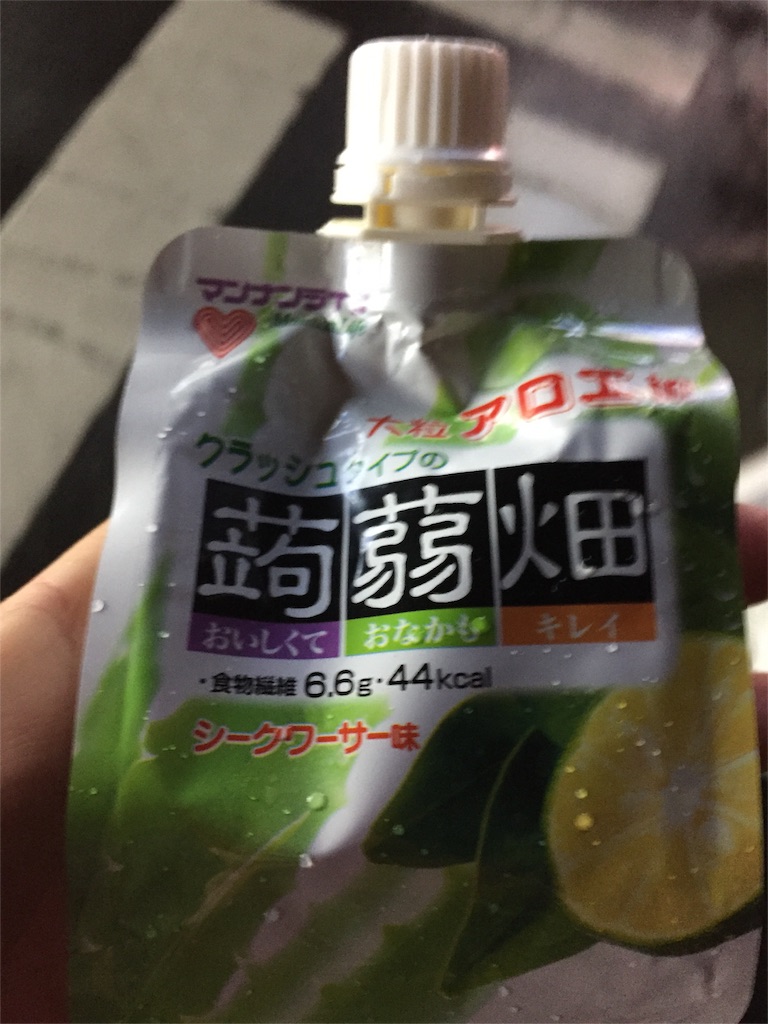 マンナンライフ
大粒アロエ
クラッシュタイプの
蒟蒻畑
おいしくて おなかも キレイ
・食物繊維 6.6g・44kcal
シークワーサー味